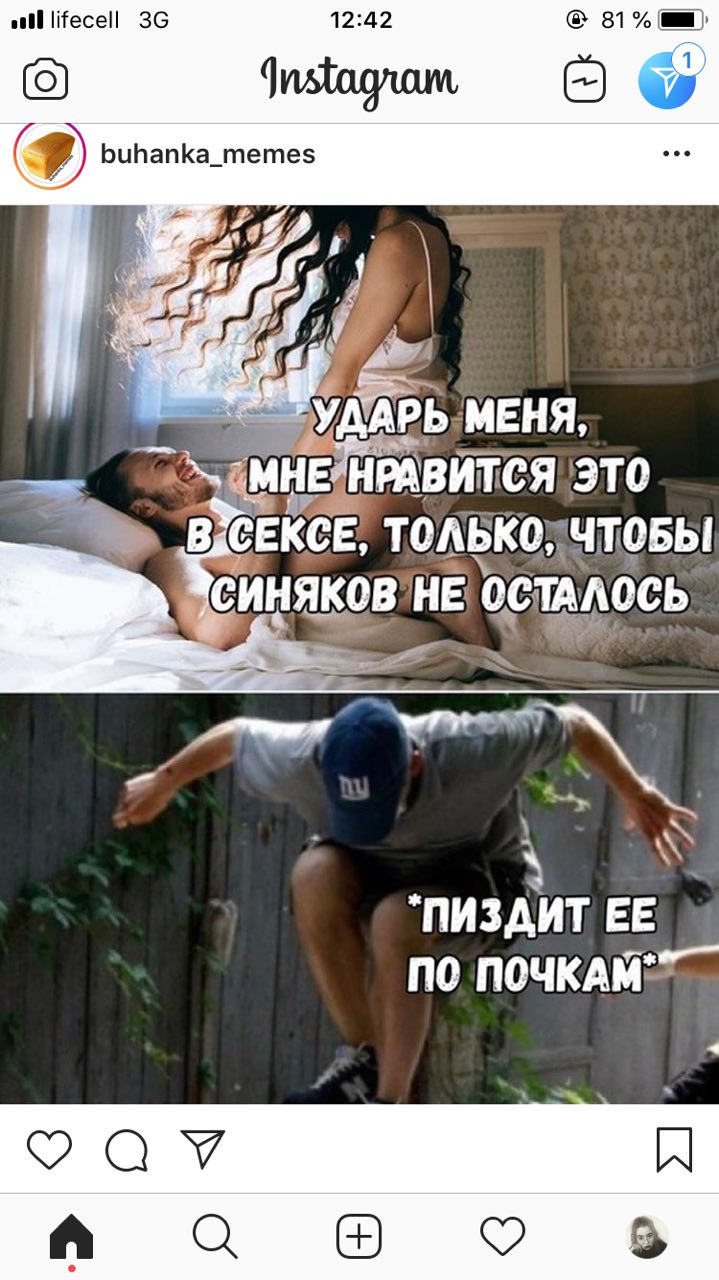 lifecell 3G 12:42 81 %
Instagram
1
buhanka_memes
УДАРЬ МЕНЯ,
МНЕ НРАВИТСЯ ЭТО
В СЕКСЕ, ТОЛЬКО, ЧТОБЫ
СИНЯКОВ НЕ ОСТАЛОСЬ
ny
*ПИЗДИТ ЕЕ
ПО ПОЧКАМ*